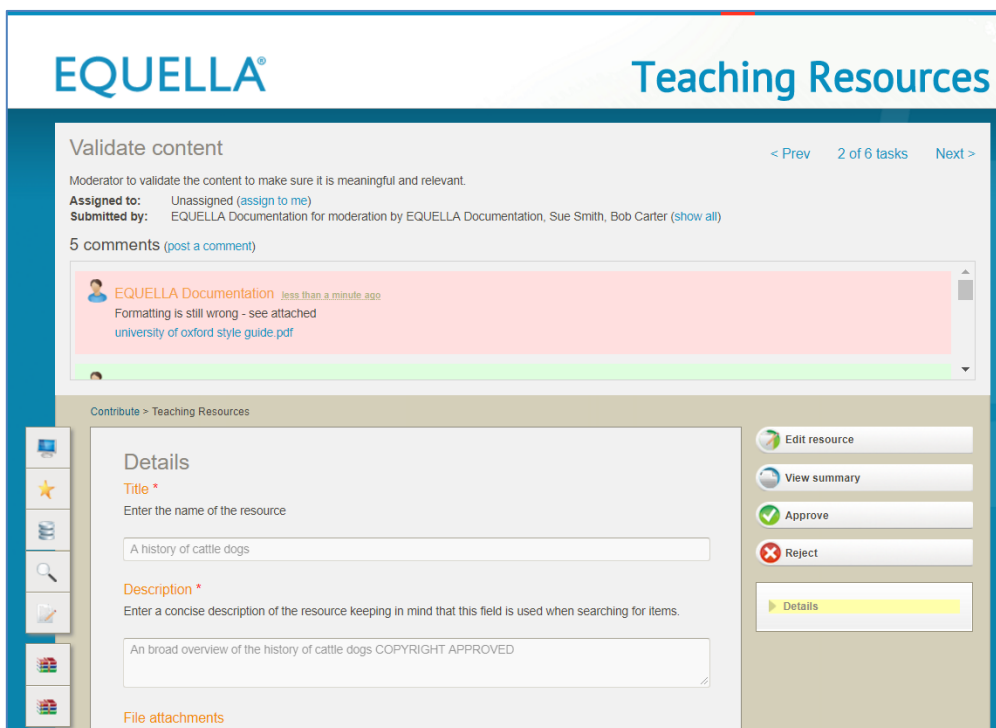 EQUELLA®
Teaching Resources
Validate content
< Prev 2 of 6 tasks Next >
Moderator to validate the content to make sure it is meaningful and relevant.
Assigned to: Unassigned (assign to me)
Submitted by: EQUELLA Documentation for moderation by EQUELLA Documentation, Sue Smith, Bob Carter (show all)
5 comments (post a comment)
EQUELLA Documentation less than a minute ago
Formatting is still wrong - see attached
university of oxford style guide.pdf
Contribute > Teaching Resources
Details
Title *
Enter the name of the resource
A history of cattle dogs
Description *
Enter a concise description of the resource keeping in mind that this field is used when searching for items.
An broad overview of the history of cattle dogs COPYRIGHT APPROVED
File attachments
Edit resource
View summary
Approve
Reject
Details